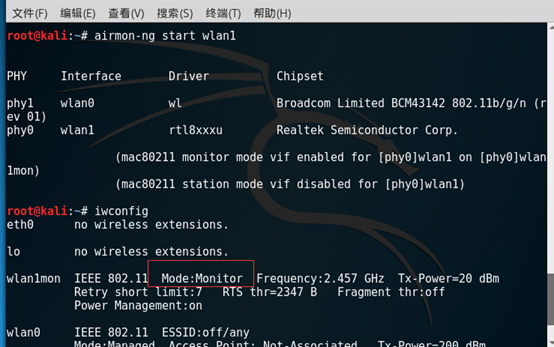 文件(F) 编辑(E) 查看(V) 搜索(S) 终端(T) 帮助(H)
root@kali:~# airmon-ng start wlan1
PHY Interface Driver Chipset
phy1 wlan0 wl Broadcom Limited BCM43142 802.11b/g/n (r
ev 01)
phy0 wlan1 rtl8xxxu Realtek Semiconductor Corp.
(mac80211 monitor mode vif enabled for [phy0]wlan1 on [phy0]wlan
1mon)
(mac80211 station mode vif disabled for [phy0]wlan1)
root@kali:~# iwconfig
eth0 no wireless extensions.
lo no wireless extensions.
wlan1mon IEEE 802.11 Mode:Monitor Frequency:2.457 GHz Tx-Power=20 dBm
Retry short limit:7 RTS thr=2347 B Fragment thr:off
Power Management:on
wlan0 IEEE 802.11 ESSID:off/any
Mode:Managed Access Point: Not-Associated Tx-Power=200 dBm